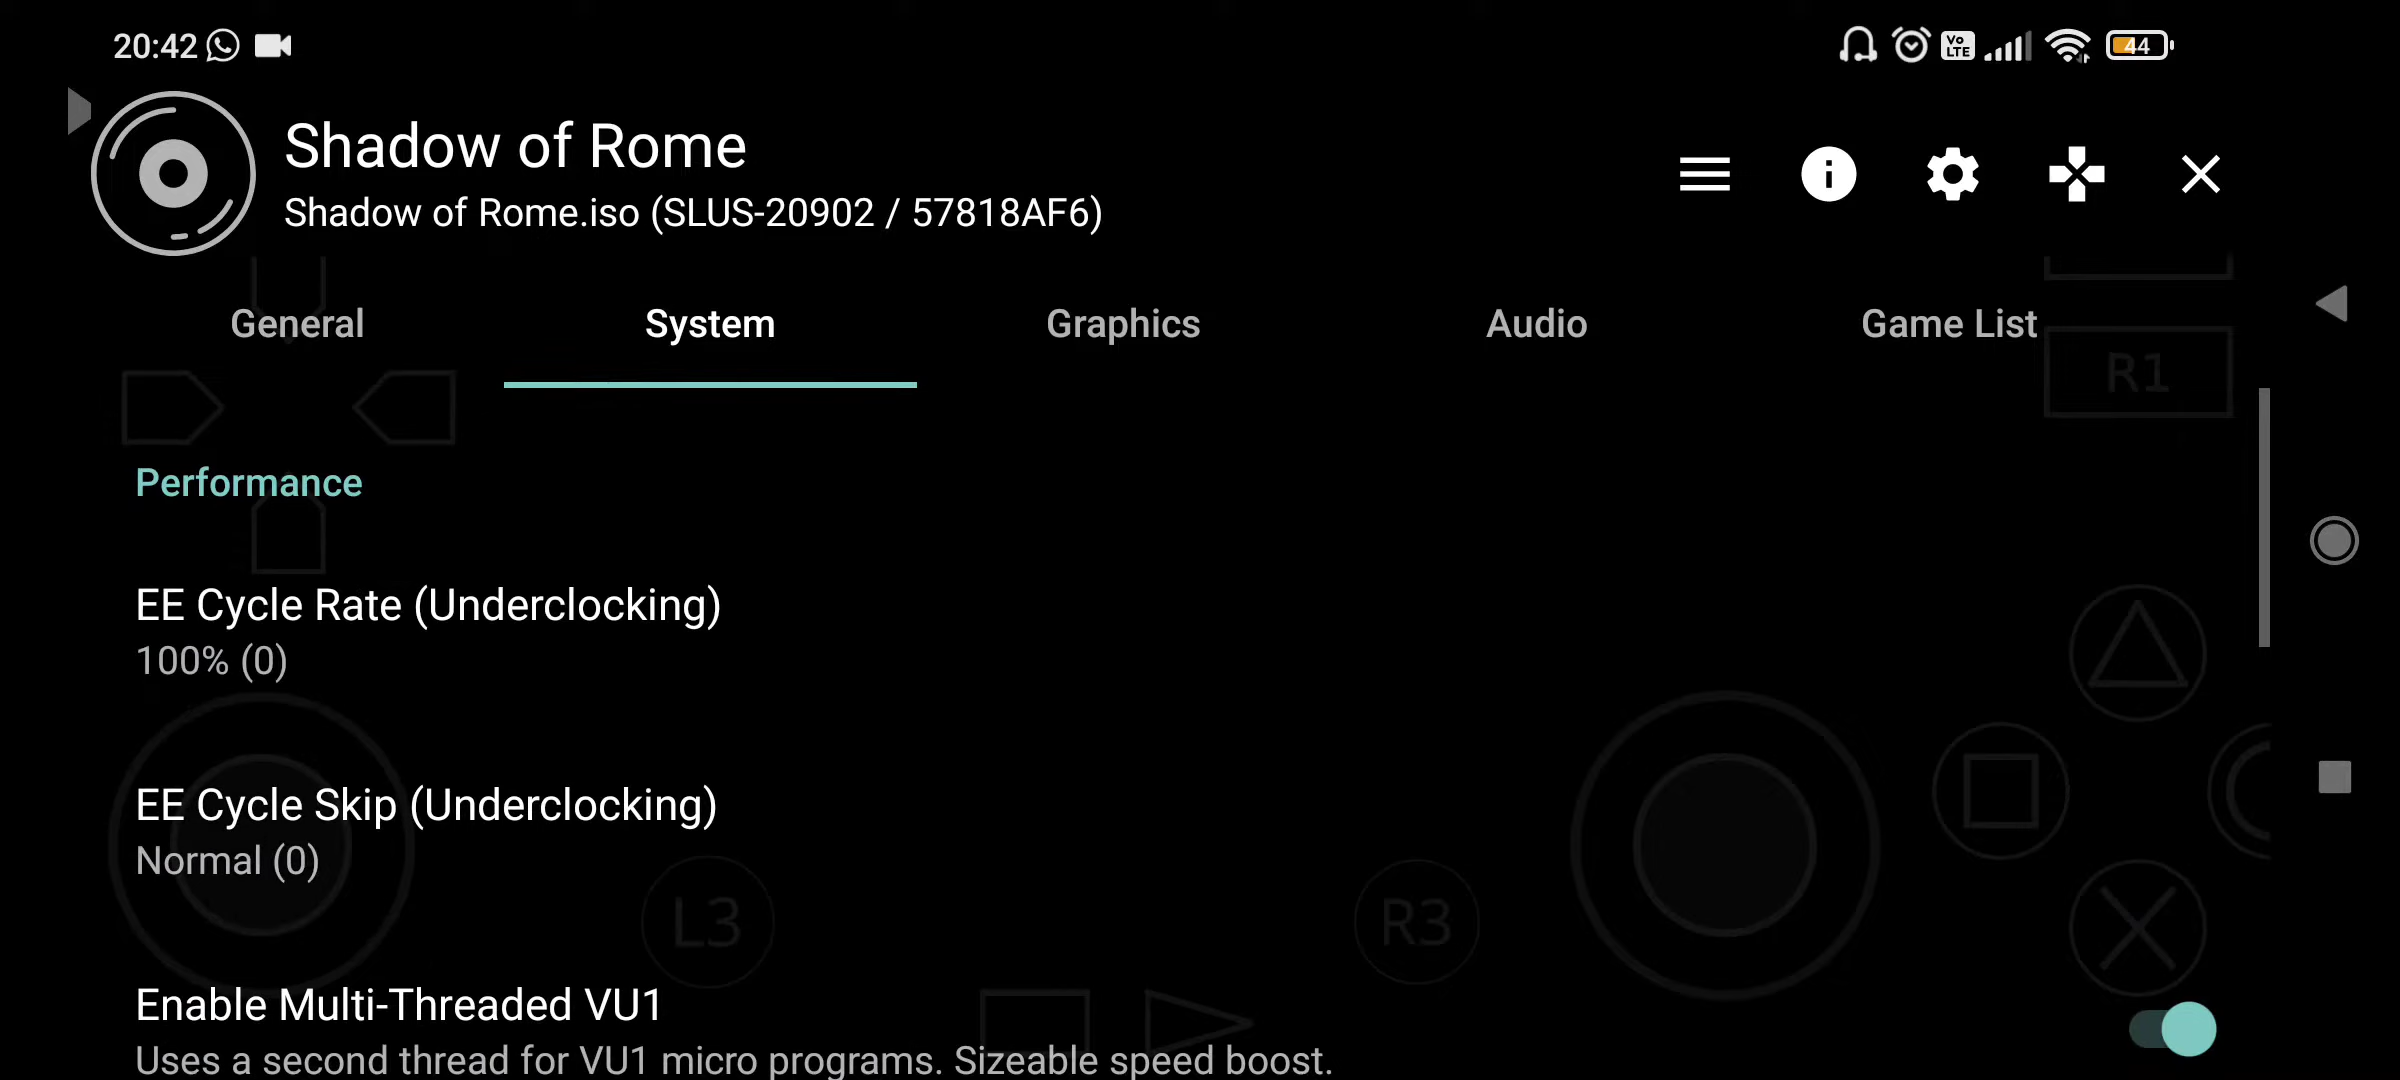 20:42
Vo LTE
44
Shadow of Rome
Shadow of Rome.iso (SLUS-20902 / 57818AF6)
General System Graphics Audio Game List
R1
Performance
EE Cycle Rate (Underclocking)
100% (0)
EE Cycle Skip (Underclocking)
Normal (0)
L3
R3
Enable Multi-Threaded VU1
Uses a second thread for VU1 micro programs. Sizeable speed boost.